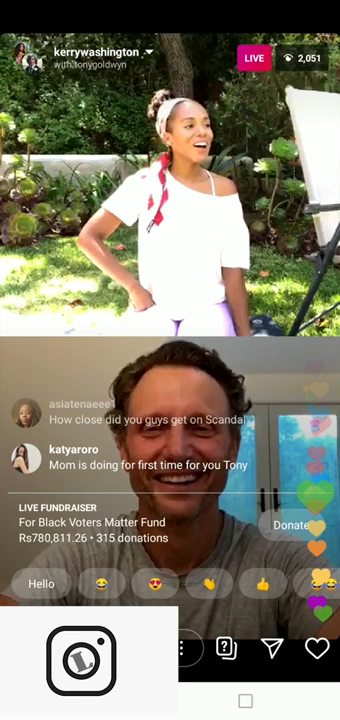 kerrywashington
with tonygoldwyn
LIVE
2,051
asiatenaeee1
How close did you guys get on Scandal
katyaroro
Mom is doing for first time for you Tony
LIVE FUNDRAISER
For Black Voters Matter Fund
Rs780,811.26 • 315 donations
Donate
Hello
L